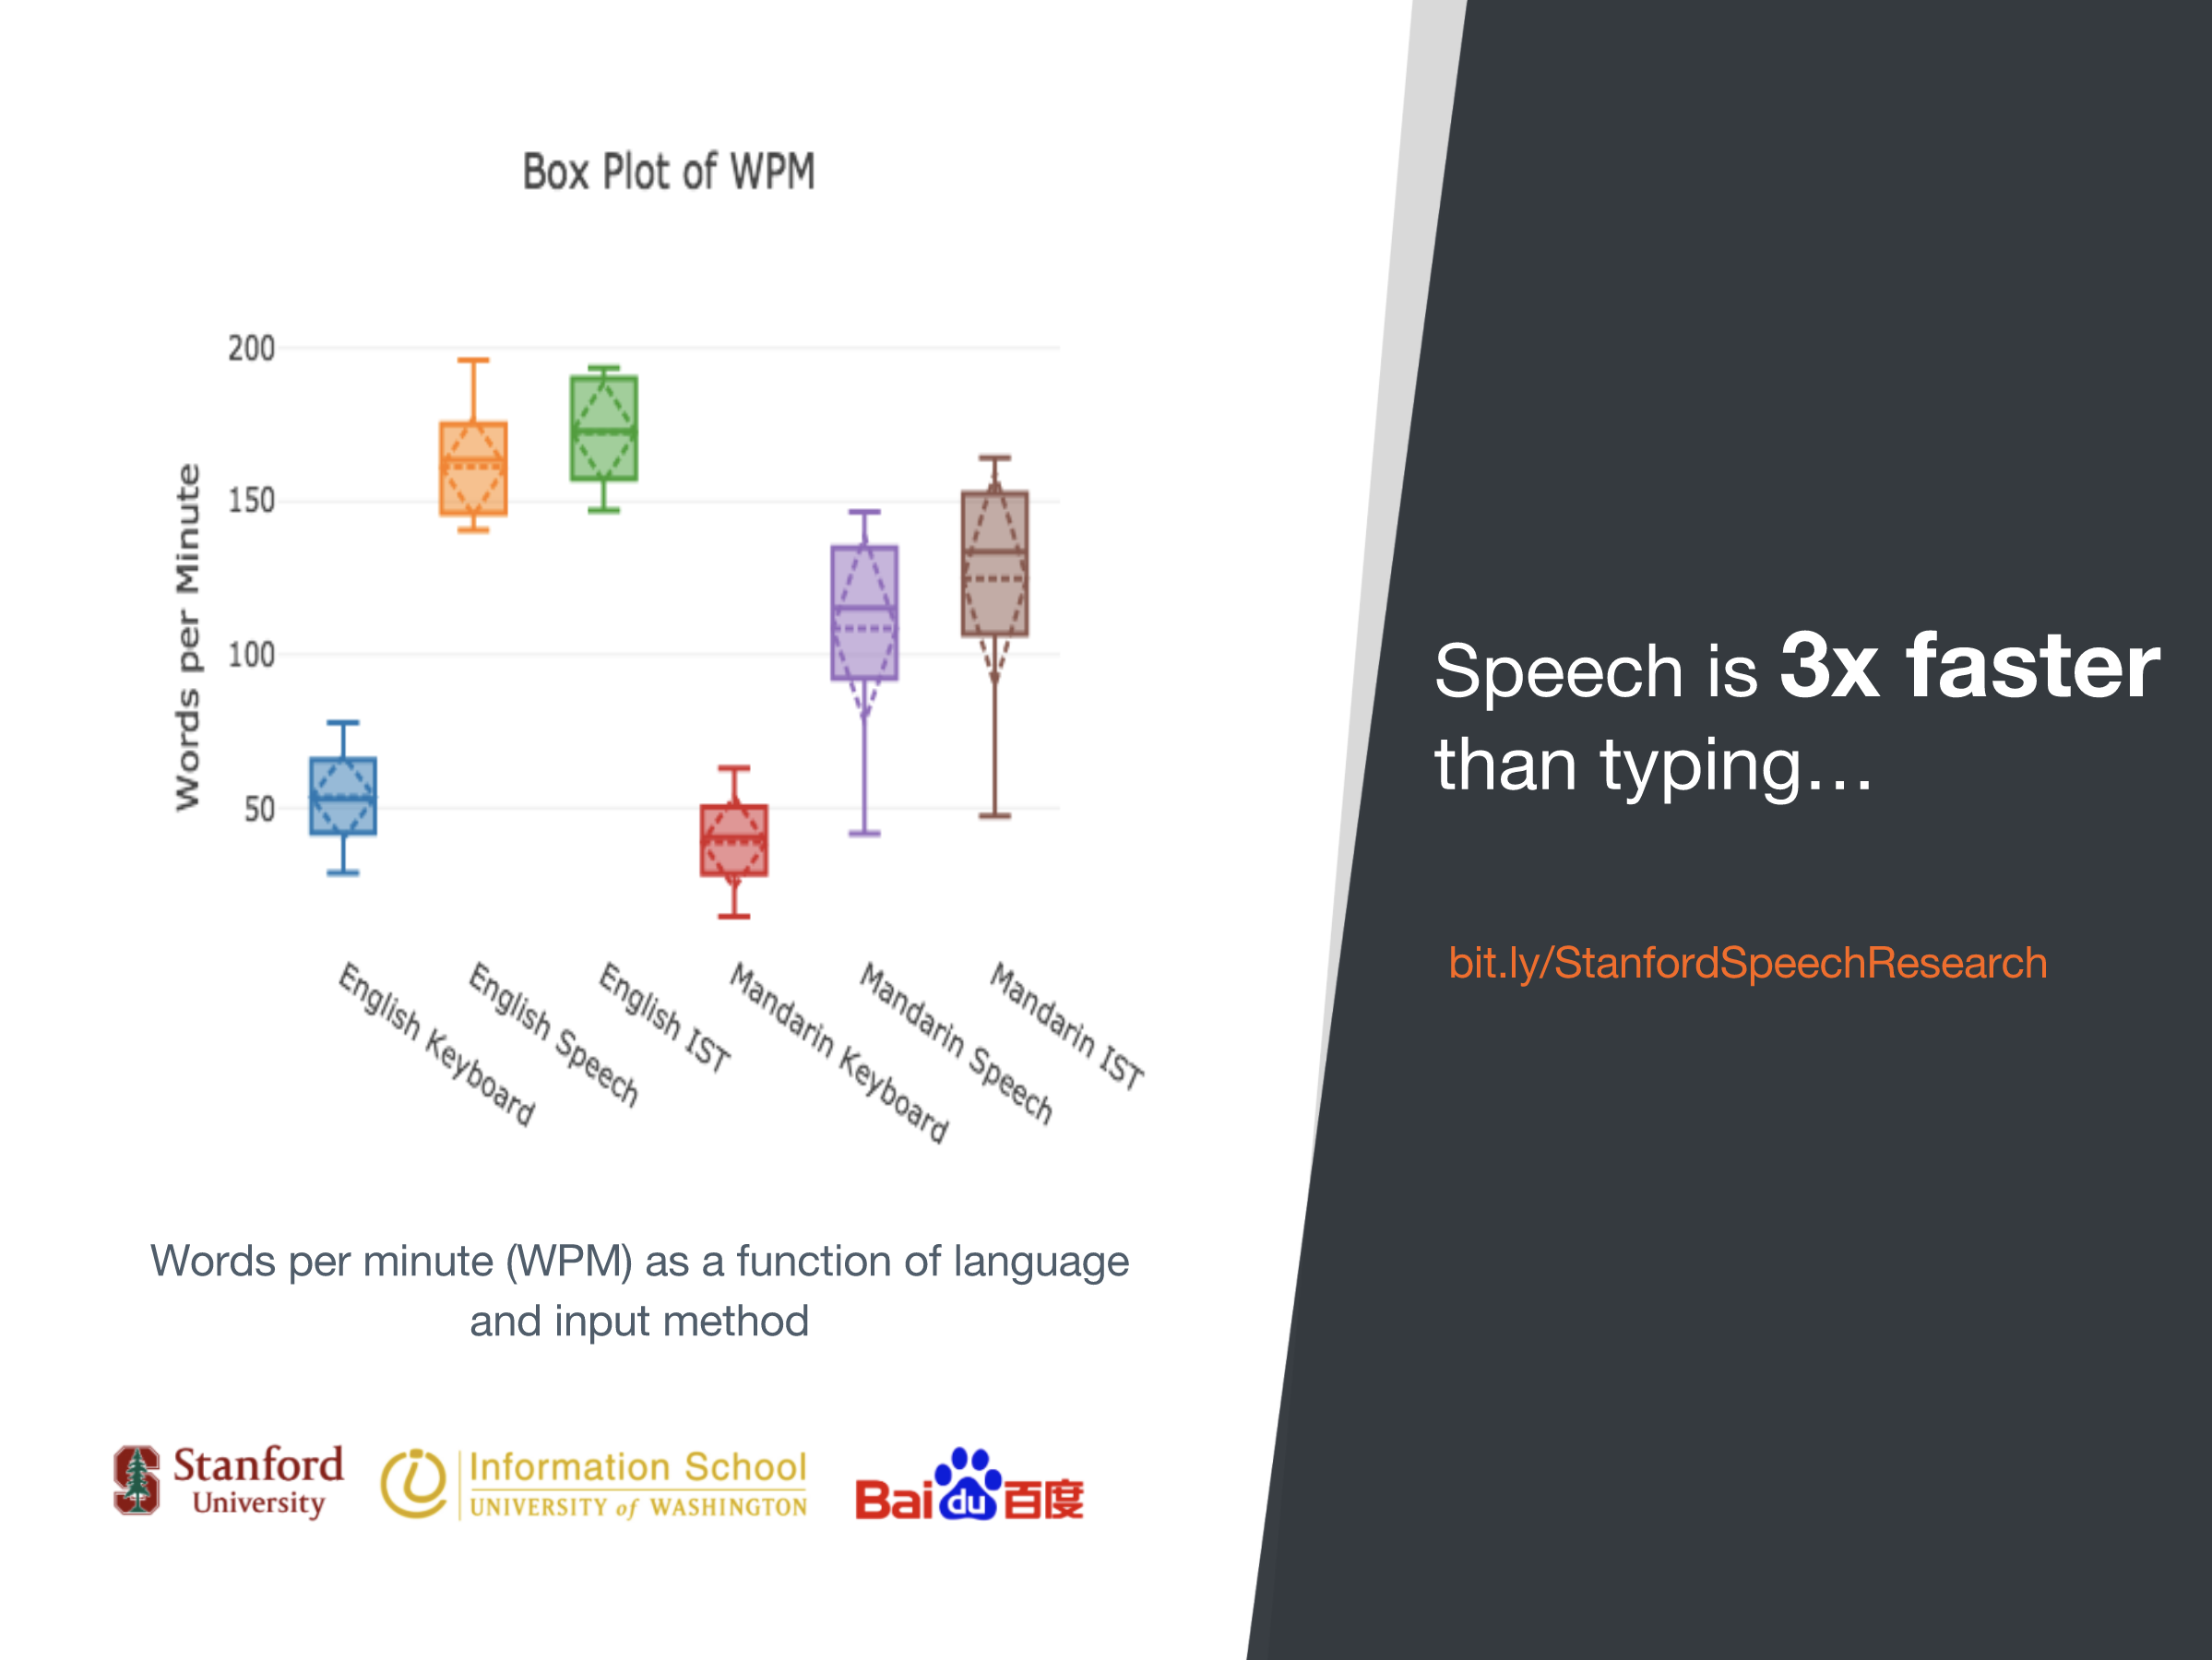 Box Plot of WPM
Words per Minute
200
150
100
50
English Keyboard
English Speech
English IST
Mandarin Keyboard
Mandarin Speech
Mandarin IST
Words per minute (WPM) as a function of language
and input method
Stanford
University
Information School
UNIVERSITY of WASHINGTON
Bai du 百度
Speech is 3x faster
than typing...
bit.ly/StanfordSpeechResearch